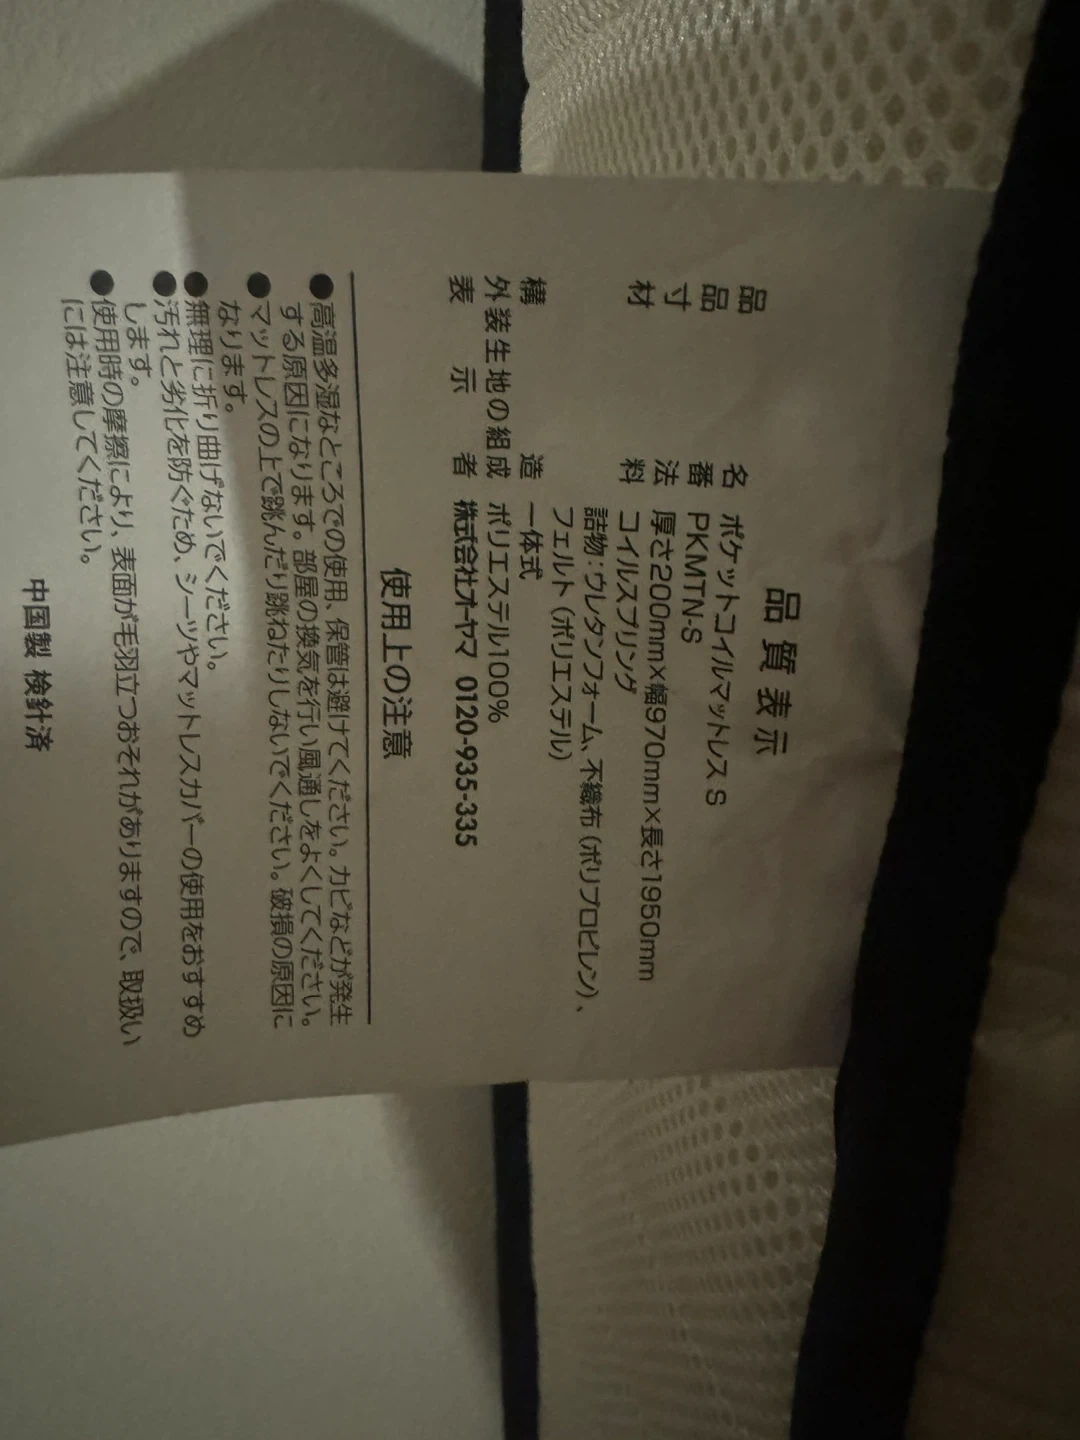 品質表示
品名 ポケットコイルマットレス S
品番 PKMTN-S
寸法 厚さ200mm×幅970mm×長さ1950mm
材料 コイルスプリング
詰物：ウレタンフォーム、不織布（ポリプロピレン）、
フェルト（ポリエステル）
構造 一体式
外装生地の組成 ポリエステル100%
表示者 株式会社オーヤマ 0120-935-335
使用上の注意
●高温多湿なところでの使用、保管は避けてください。カビなどが発生
する原因になります。部屋の換気を行い風通しをよくしてください。
●マットレスの上で跳んだり跳ねたりしないでください。破損の原因に
なります。
●無理に折り曲げないでください。
●汚れと劣化を防ぐため、シーツやマットレスカバーの使用をおすすめ
します。
●使用時の摩擦により、表面が毛羽立つおそれがありますので、取扱い
には注意してください。
中国製 検針済